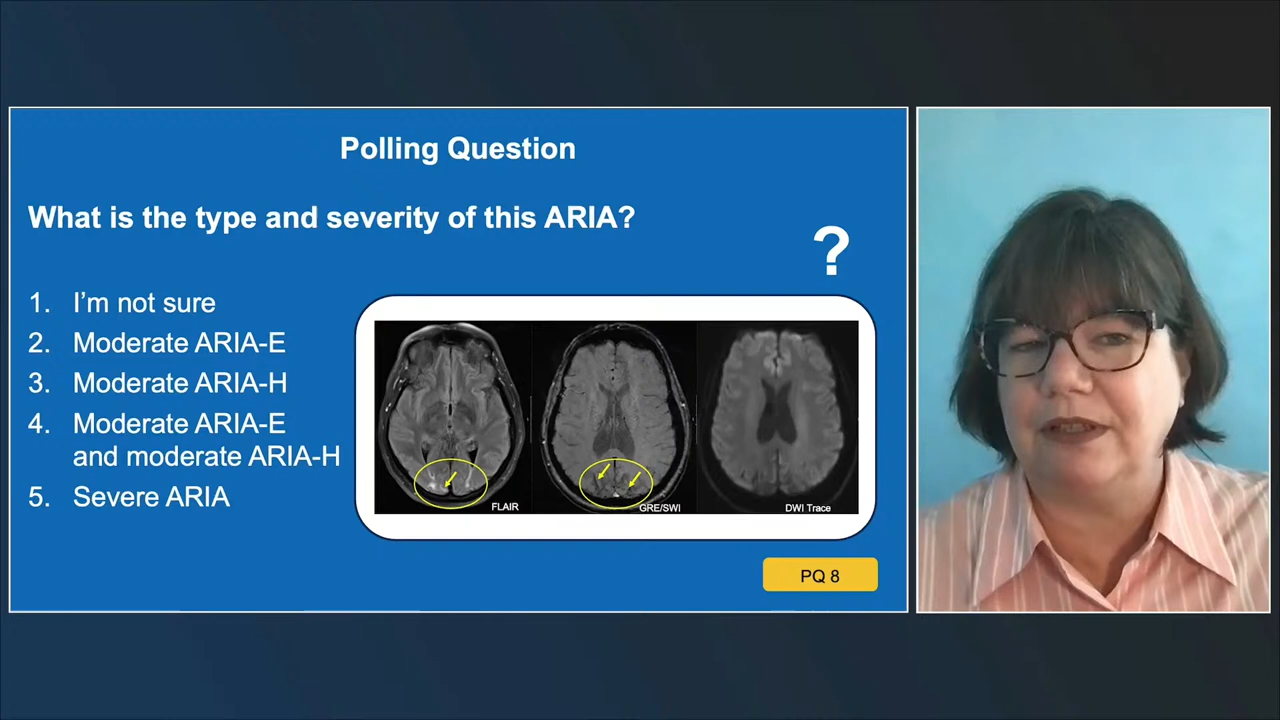 Polling Question
What is the type and severity of this ARIA?
?
1. I'm not sure
2. Moderate ARIA-E
3. Moderate ARIA-H
4. Moderate ARIA-E
and moderate ARIA-H
5. Severe ARIA
FLAIR
GRE/SWI
DWI Trace
PQ 8